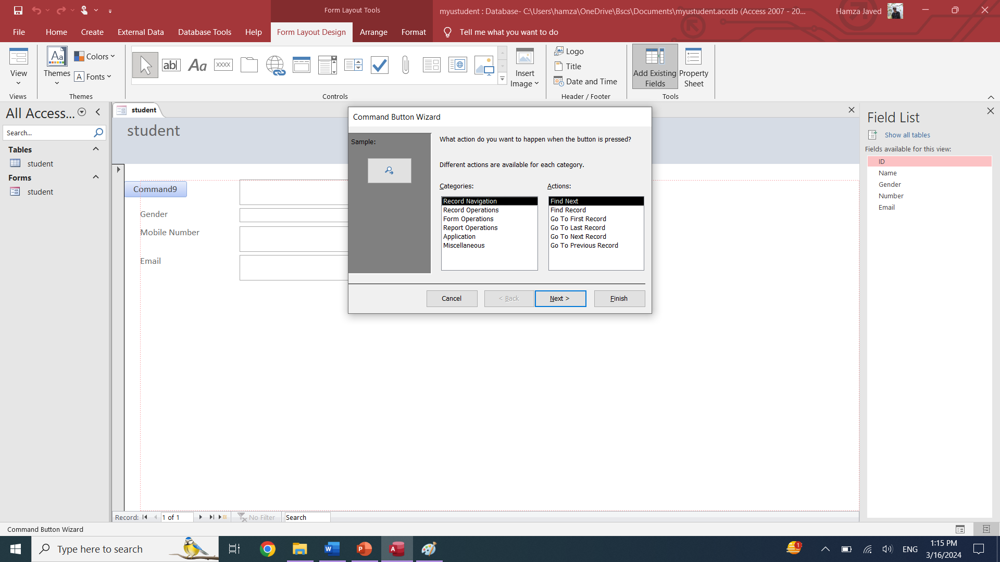 Form Layout Tools
myustudent : Database- C:\Users\hamza\OneDrive\Bscs\Documents\myustudent.accdb (Access 2007 - 20...
Hamza Javed
File
Home
Create
External Data
Database Tools
Help
Form Layout Design
Arrange
Format
Tell me what you want to do
View
Views
Aa
Themes
Colors
A Fonts
Themes
ab
Aa
XXXX
Controls
Insert
Image
Logo
Title
Date and Time
Header / Footer
Add Existing
Fields
Property
Sheet
Tools
All Access...
Search...
Tables
student
Forms
student
student
student
Command9
Gender
Mobile Number
Email
Command Button Wizard
Sample:
What action do you want to happen when the button is pressed?
Different actions are available for each category.
Categories:
Record Navigation
Record Operations
Form Operations
Report Operations
Application
Miscellaneous
Actions:
Find Next
Find Record
Go To First Record
Go To Last Record
Go To Next Record
Go To Previous Record
Cancel
< Back
Next >
Finish
Field List
Show all tables
Fields available for this view:
ID
Name
Gender
Number
Email
Record:
1 of 1
No Filter
Search
Command Button Wizard
Type here to search
W
P
A
1
ENG
1:15 PM
3/16/2024